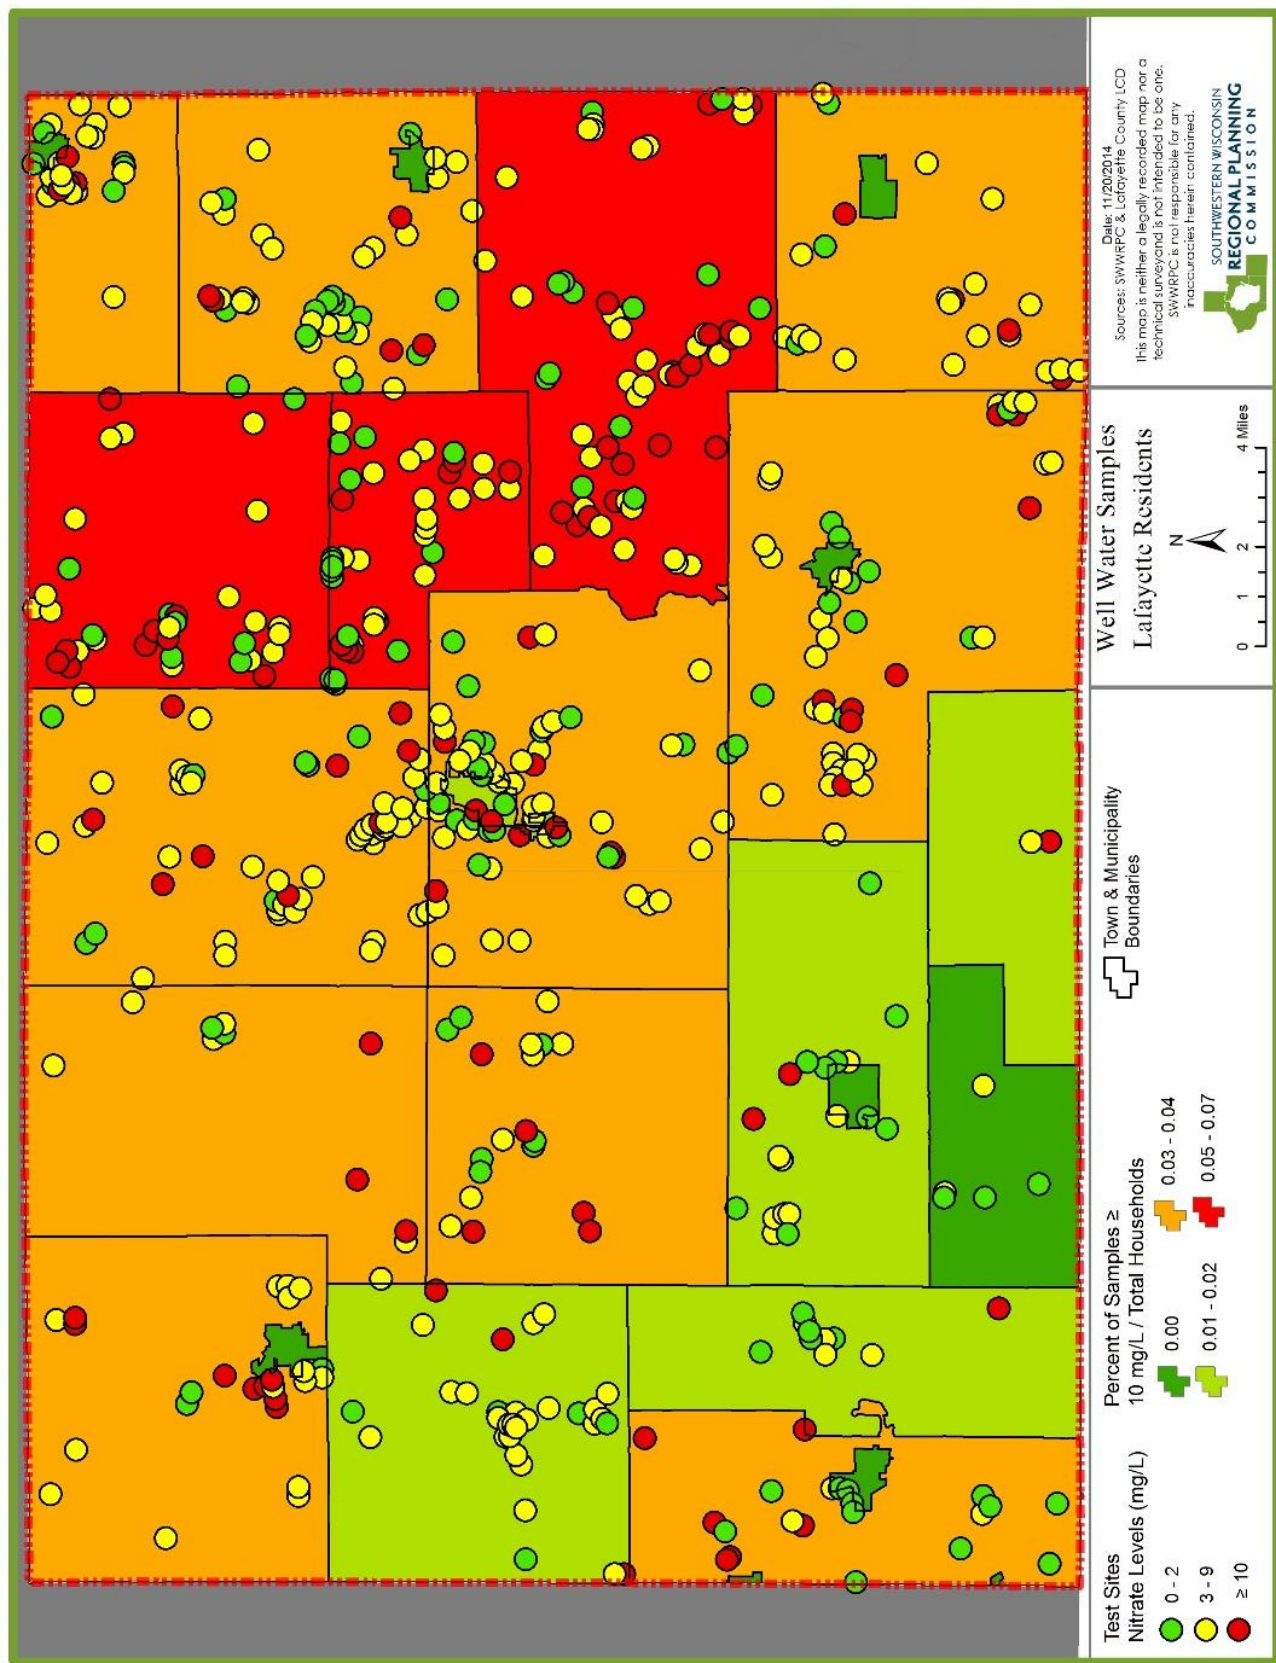 Test Sites
Nitrate Levels (mg/L)
0 - 2
3 - 9
≥ 10
Percent of Samples ≥
10 mg/L / Total Households
0.00
0.01 - 0.02
0.03 - 0.04
0.05 - 0.07
Town & Municipality
Boundaries
Well Water Samples
Lafayette Residents
N
0 1 2 4 Miles
Date: 11/20/2014
Sources: SWWRPC & Lafayette County LCD
This map is neither a legally recorded map nor a
technical survey and is not intended to be one.
SWWRPC is not responsible for any
inaccuracies herein contained.
SOUTHWESTERN WISCONSIN
REGIONAL PLANNING
COMMISSION